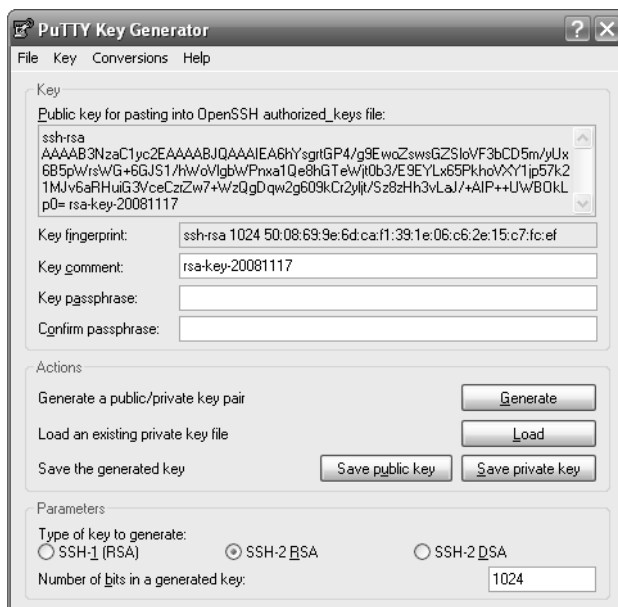 PuTTY Key Generator
File Key Conversions Help
Key
Public key for pasting into OpenSSH authorized_keys file:
ssh-rsa
AAAAB3NzaC1yc2EAAAABJQAAAIEA6hYsgrtGP4/g9EwoZswsGZSloVF3bCD5m/yUx
6B5pWrsWG+6GJS1/hWoVlgbWPnxa1Qe8hGTeWjt0b3/E9EYLx65PkhoVXY1jp57k2
1MJv6aRHuiG3VceCzrZw7+WzQgDqw2g609kCr2yljt/Sz8zHh3vLaJ/+AIP++UWBOkL
p0= rsa-key-20081117
Key fingerprint: ssh-rsa 1024 50:08:69:9e:6d:ca:f1:39:1e:06:c6:2e:15:c7:fc:ef
Key comment: rsa-key-20081117
Key passphrase:
Confirm passphrase:
Actions
Generate a public/private key pair Generate
Load an existing private key file Load
Save the generated key Save public key Save private key
Parameters
Type of key to generate:
SSH-1 (RSA) SSH-2 RSA SSH-2 DSA
Number of bits in a generated key: 1024